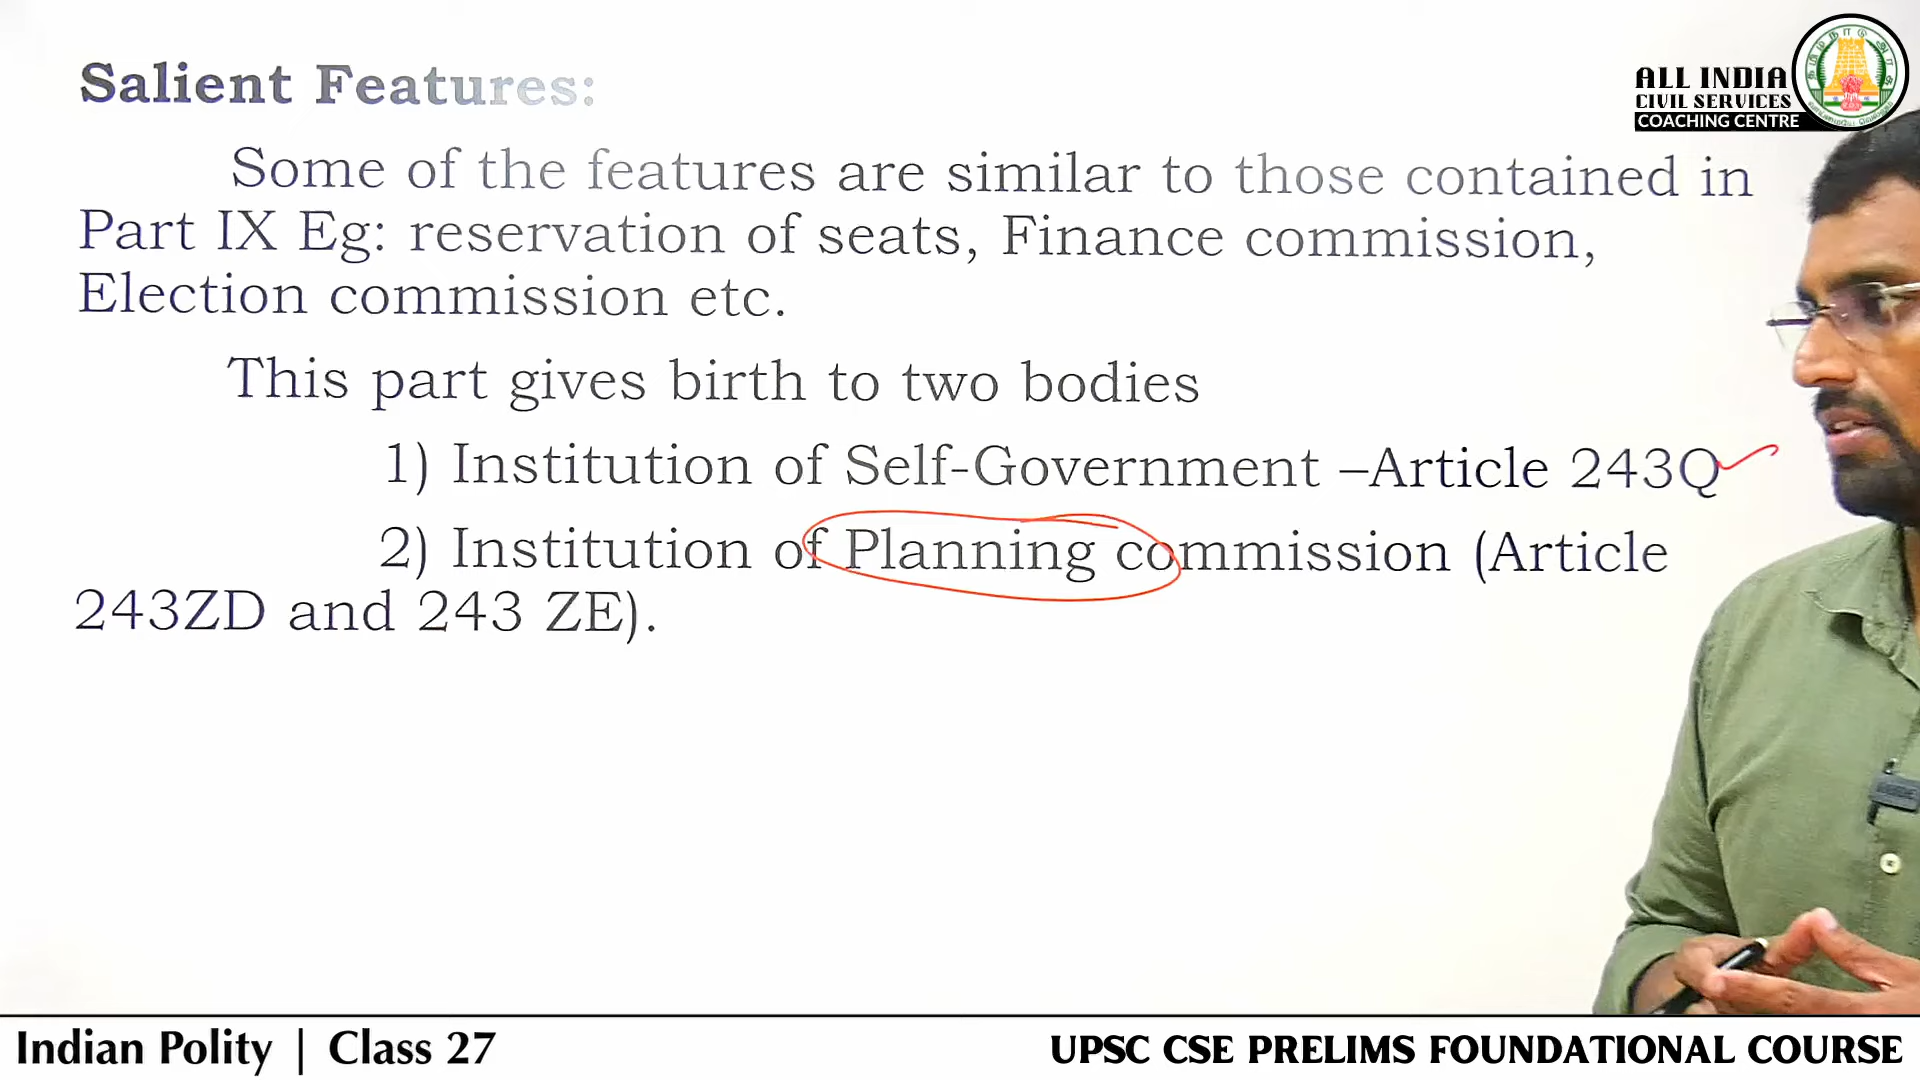 Salient Features:
ALL INDIA
CIVIL SERVICES
COACHING CENTRE
Some of the features are similar to those contained in
Part IX Eg: reservation of seats, Finance commission,
Election commission etc.
This part gives birth to two bodies
1) Institution of Self-Government –Article 243Q
2) Institution of Planning commission (Article
243ZD and 243 ZE).
Indian Polity | Class 27
UPSC CSE PRELIMS FOUNDATIONAL COURSE